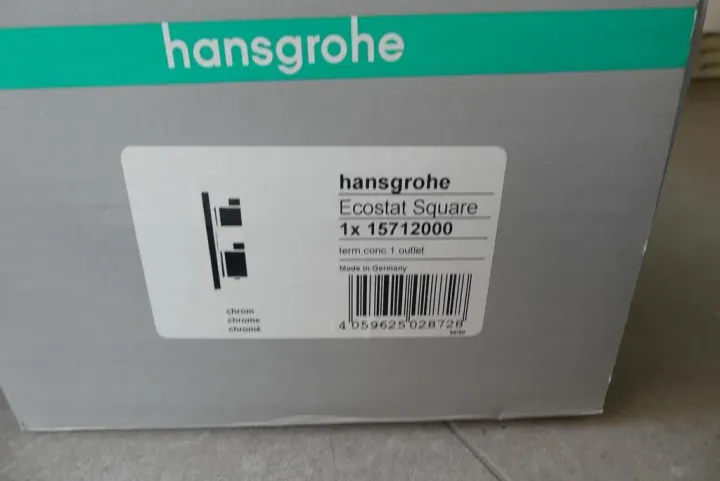 hansgrohe
hansgrohe
Ecostat Square
1x 15712000
term conc 1 outlet
Made in Germany
chrom
chrome
chromé
4 059625 028728